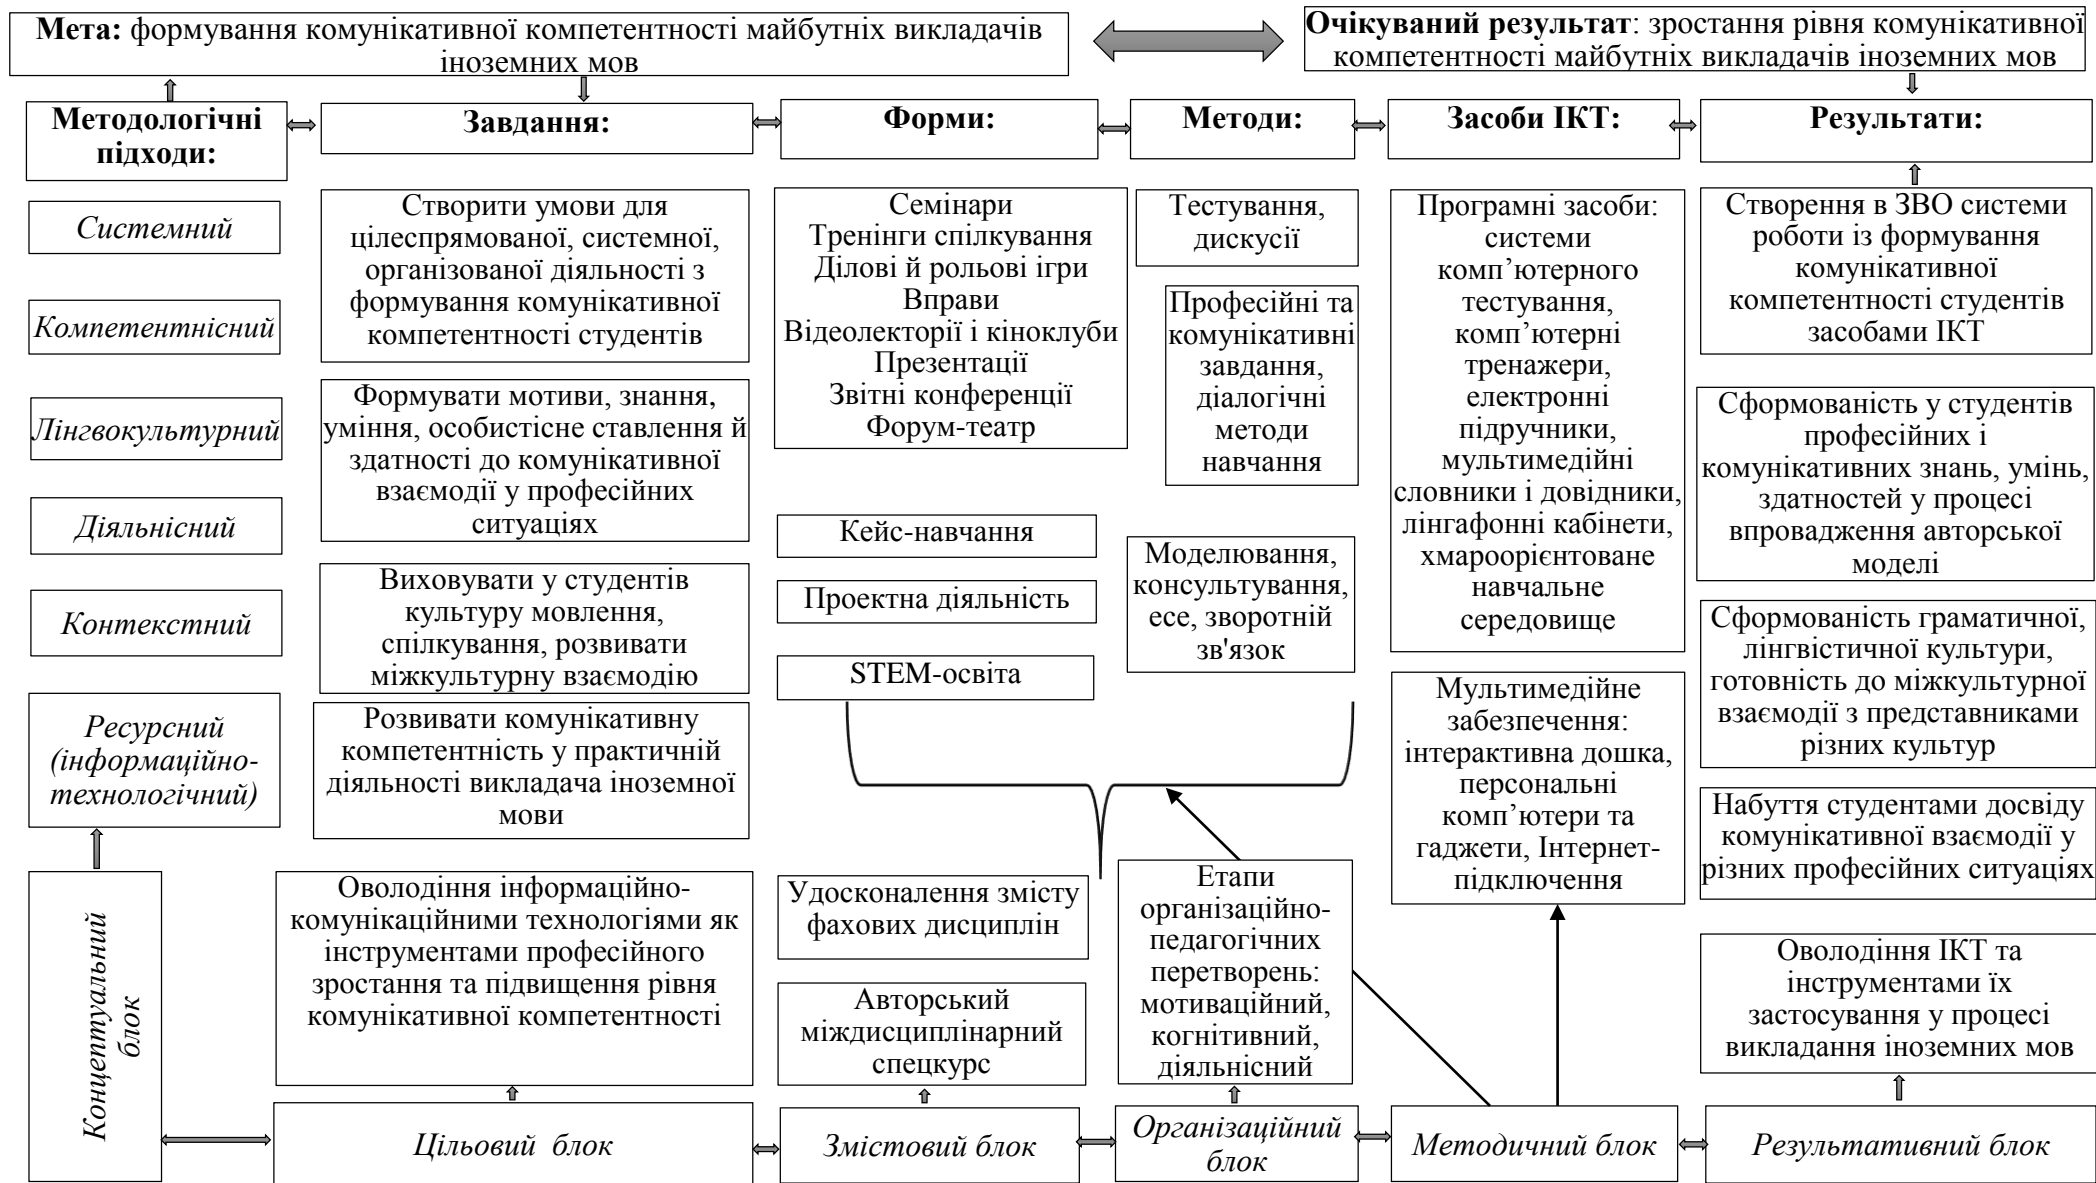 Мета: формування комунікативної компетентності майбутніх викладачів
іноземних мов
Очікуваний результат: зростання рівня комунікативної
компетентності майбутніх викладачів іноземних мов
Методологічні
підходи:
Завдання:
Форми:
Методи:
Засоби ІКТ:
Результати:
Системний
Компетентнісний
Лінгвокультурний
Діяльнісний
Контекстний
Ресурсний
(інформаційно-
технологічний)
Концептуальний
блок
Створити умови для
цілеспрямованої, системної,
організованої діяльності з
формування комунікативної
компетентності студентів
Формувати мотиви, знання,
уміння, особистісне ставлення й
здатності до комунікативної
взаємодії у професійних
ситуаціях
Виховувати у студентів
культуру мовлення,
спілкування, розвивати
міжкультурну взаємодію
Розвивати комунікативну
компетентність у практичній
діяльності викладача іноземної
мови
Оволодіння інформаційно-
комунікаційними технологіями як
інструментами професійного
зростання та підвищення рівня
комунікативної компетентності
Цільовий блок
Семінари
Тренінги спілкування
Ділові й рольові ігри
Вправи
Відеолекторії і кіноклуби
Презентації
Звітні конференції
Форум-театр
Кейс-навчання
Проектна діяльність
STEM-освіта
Удосконалення змісту
фахових дисциплін
Авторський
міждисциплінарний
спецкурс
Змістовий блок
Тестування,
дискусії
Професійні та
комунікативні
завдання,
діалогічні
методи
навчання
Моделювання,
консультування,
есе, зворотній
зв'язок
Етапи
організаційно-
педагогічних
перетворень:
мотиваційний,
когнітивний,
діяльнісний
Організаційний
блок
Програмні засоби:
системи
комп’ютерного
тестування,
комп’ютерні
тренажери,
електронні
підручники,
мультимедійні
словники і довідники,
лінгафонні кабінети,
хмароорієнтоване
навчальне
середовище
Мультимедійне
забезпечення:
інтерактивна дошка,
персональні
комп’ютери та
гаджети, Інтернет-
підключення
Методичний блок
Створення в ЗВО системи
роботи із формування
комунікативної
компетентності студентів
засобами ІКТ
Сформованість у студентів
професійних і
комунікативних знань, умінь,
здатностей у процесі
впровадження авторської
моделі
Сформованість граматичної,
лінгвістичної культури,
готовність до міжкультурної
взаємодії з представниками
різних культур
Набуття студентами досвіду
комунікативної взаємодії у
різних професійних ситуаціях
Оволодіння ІКТ та
інструментами їх
застосування у процесі
викладання іноземних мов
Результативний блок